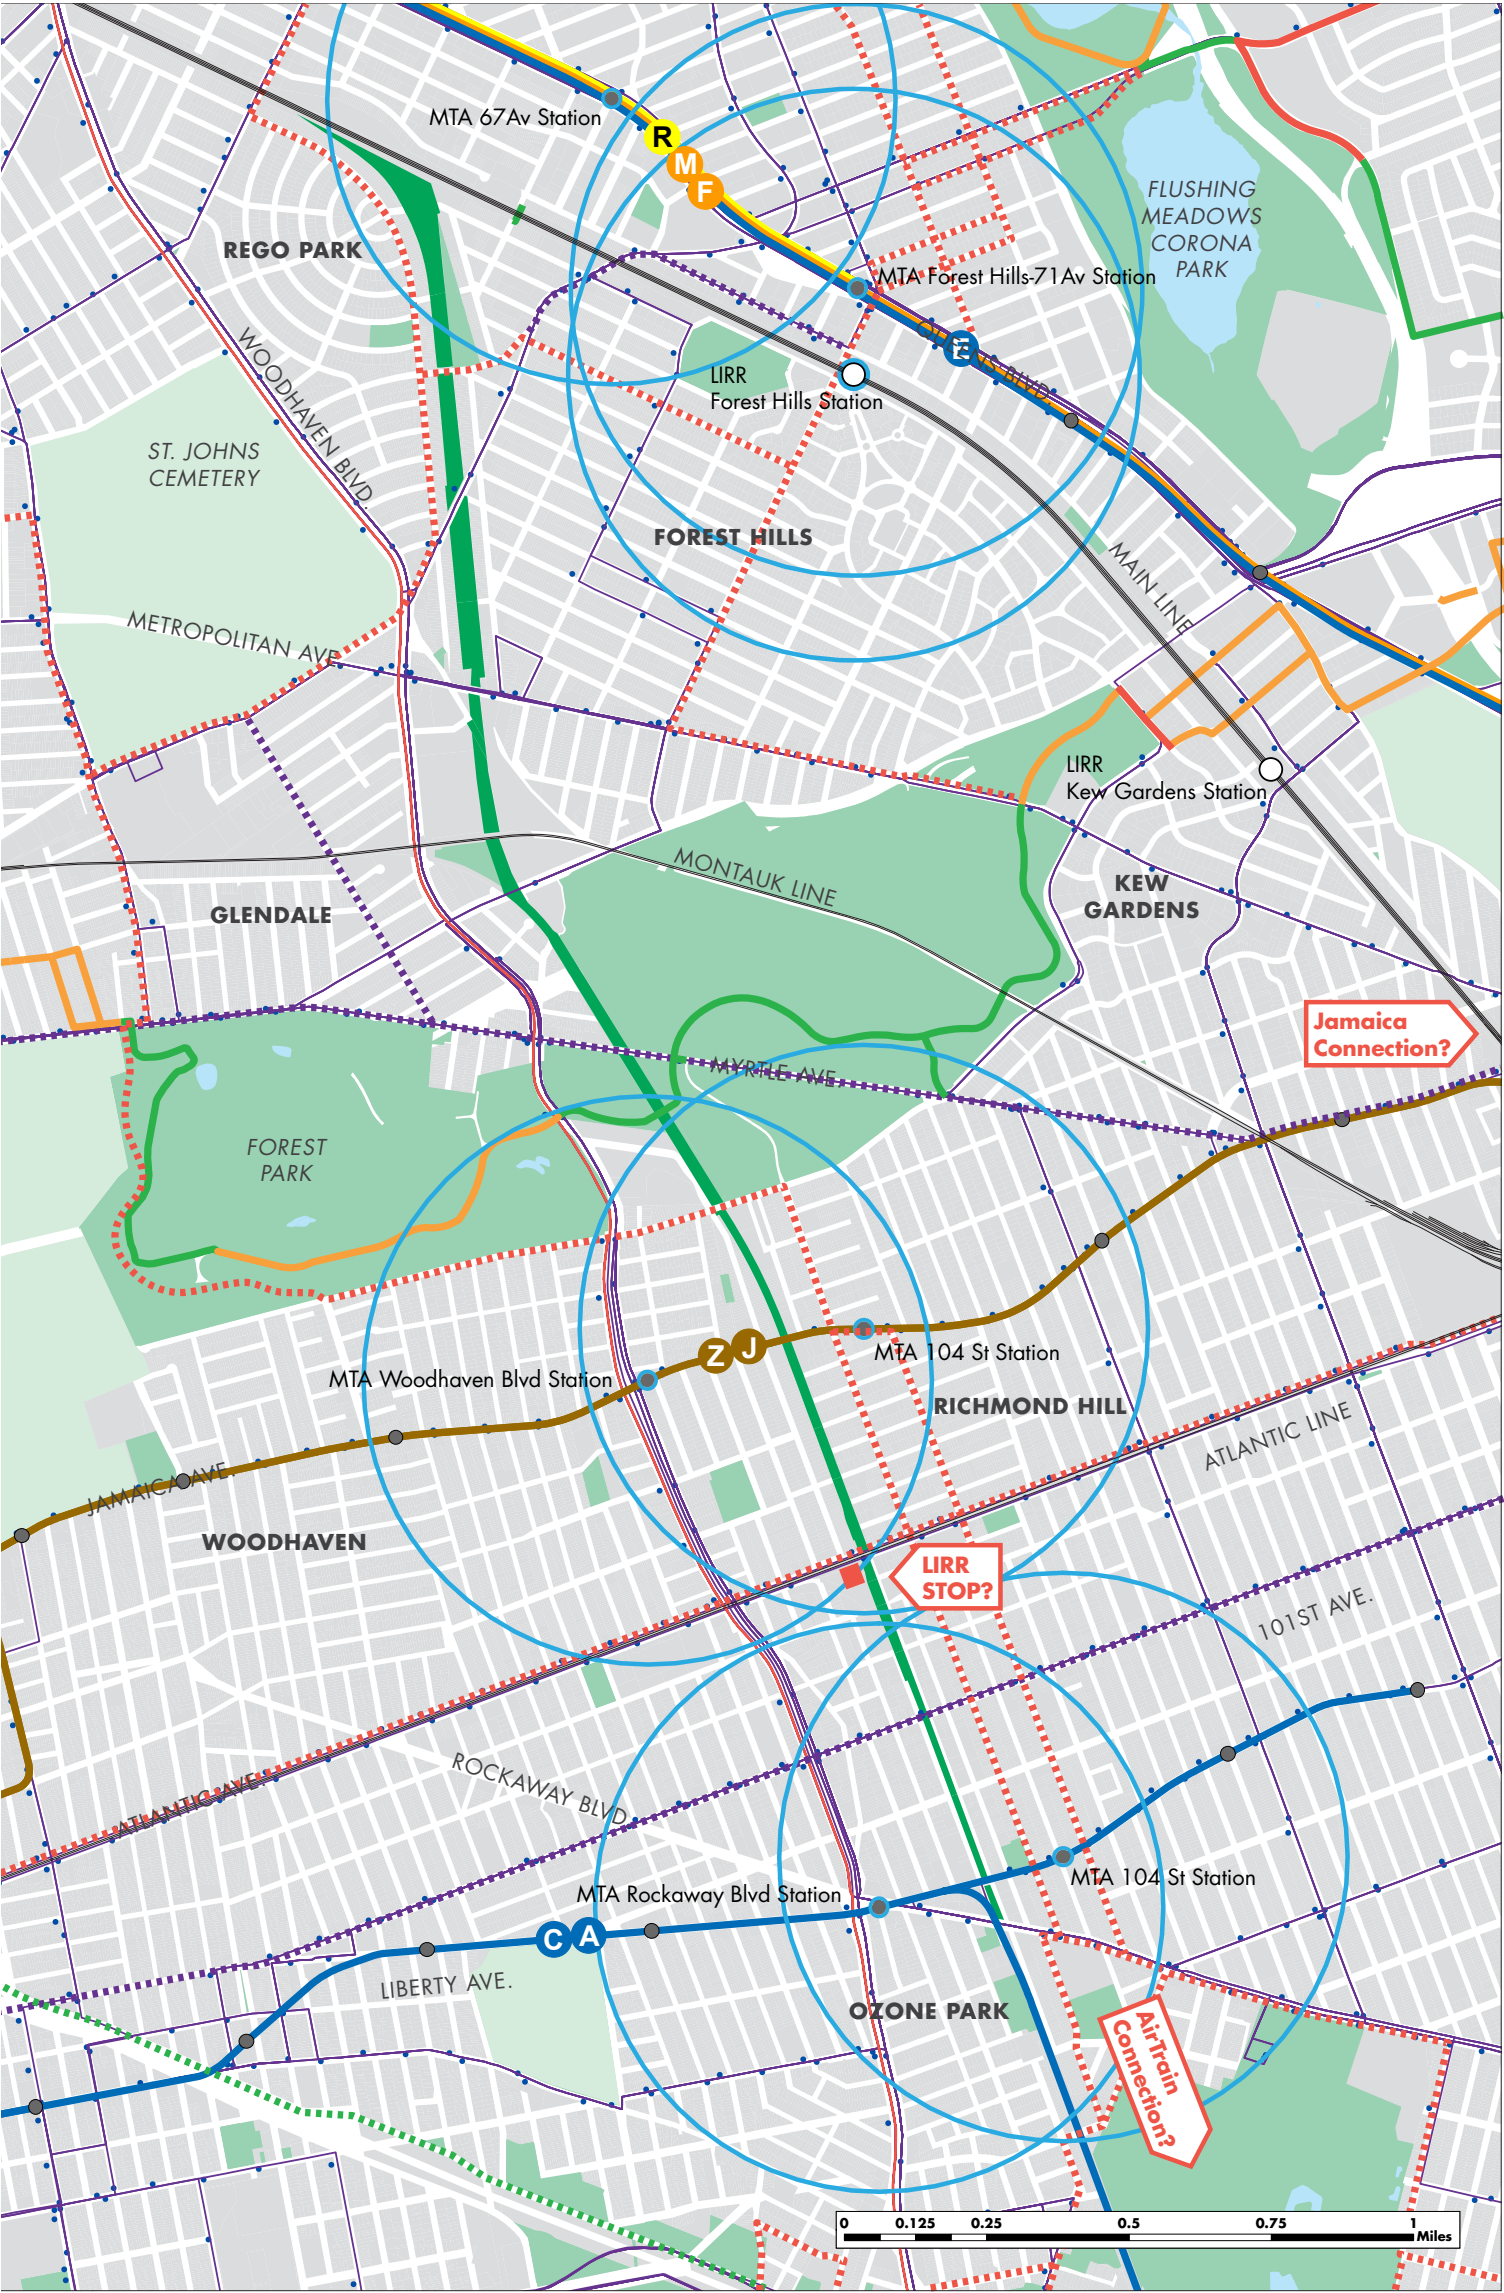 MTA 67Av Station
R
M
F
FLUSHING
MEADOWS
CORONA
PARK
REGO PARK
MTA Forest Hills-71Av Station
QUEENS BLVD.
E
WOODHAVEN BLVD.
LIRR
Forest Hills Station
ST. JOHNS
CEMETERY
FOREST HILLS
MAIN LINE
METROPOLITAN AVE.
LIRR
Kew Gardens Station
MONTAUK LINE
KEW
GARDENS
GLENDALE
Jamaica
Connection?
MYRTLE AVE.
FOREST
PARK
Z
J
MTA 104 St Station
MTA Woodhaven Blvd Station
RICHMOND HILL
ATLANTIC LINE
JAMAICA AVE.
WOODHAVEN
LIRR
STOP?
101ST AVE.
ROCKAWAY BLVD.
ATLANTIC AVE.
MTA 104 St Station
MTA Rockaway Blvd Station
C
A
LIBERTY AVE.
OZONE PARK
AirTrain
Connection?
0 0.125 0.25 0.5 0.75 1
Miles